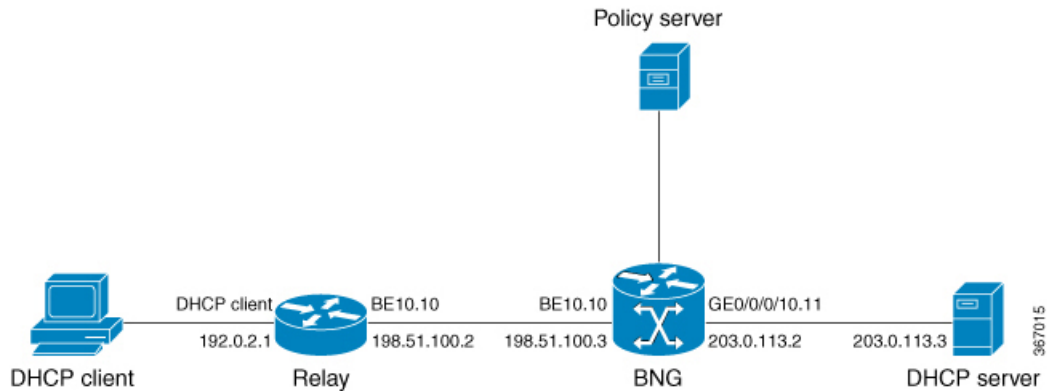 Policy server
DHCP client
BE10.10
BE10.10
GE0/0/0/10.11
192.0.2.1
198.51.100.2
198.51.100.3
203.0.113.2
203.0.113.3
DHCP client
Relay
BNG
DHCP server
367015